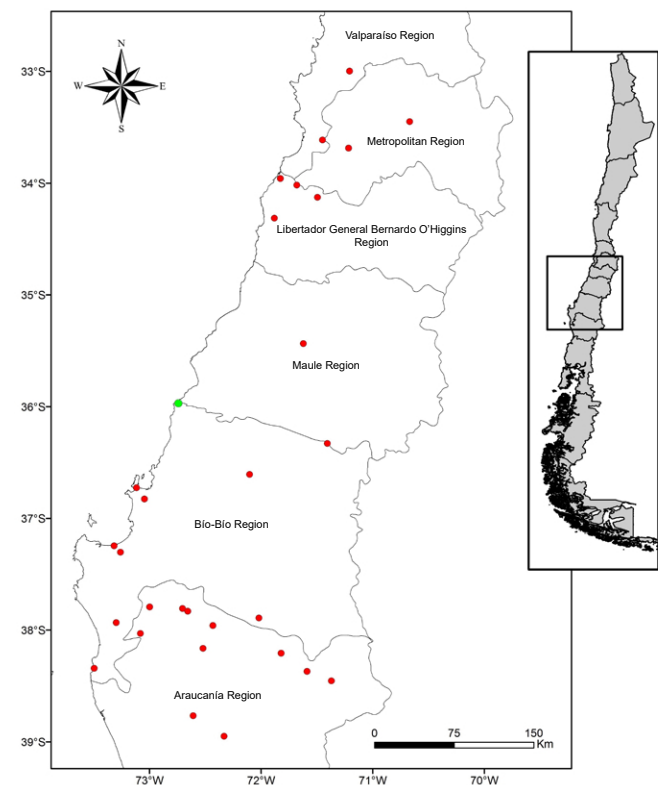 Valparaíso Region
33°S
N
W
E
S
Metropolitan Region
34°S
Libertador General Bernardo O'Higgins
Region
35°S
Maule Region
36°S
37°S
Bío-Bío Region
38°S
Araucanía Region
39°S
0 75 150
Km
73°W 72°W 71°W 70°W